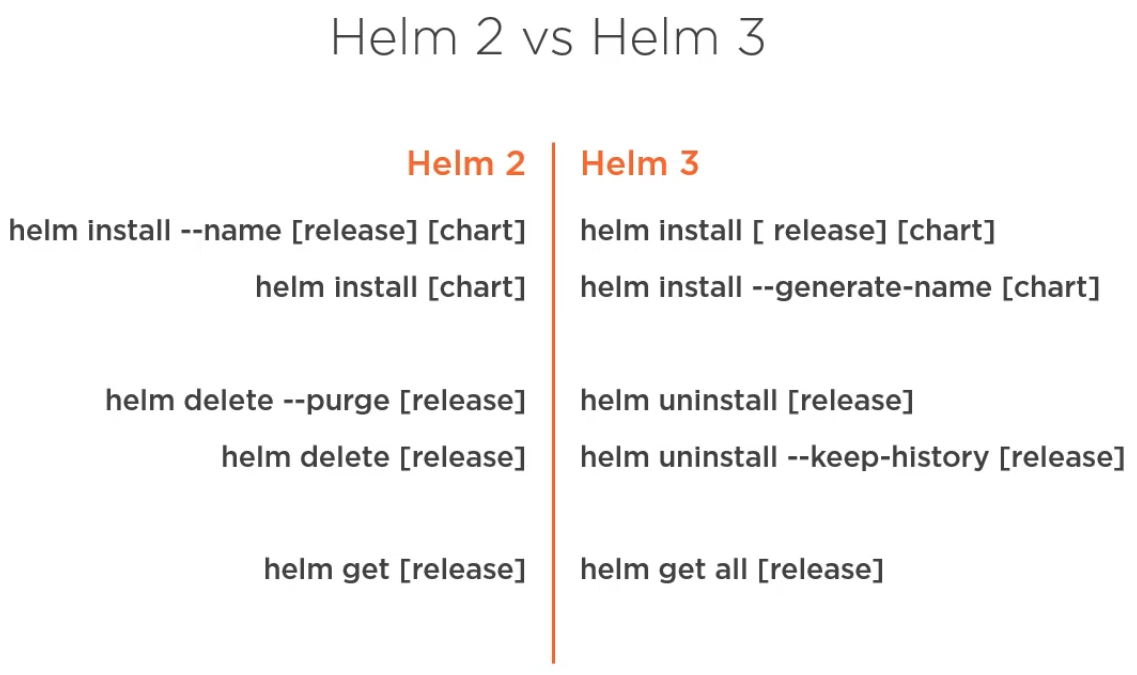 Helm 2 vs Helm 3
Helm 2 Helm 3
helm install --name [release] [chart] helm install [ release] [chart]
helm install [chart] helm install --generate-name [chart]
helm delete --purge [release] helm uninstall [release]
helm delete [release] helm uninstall --keep-history [release]
helm get [release] helm get all [release]